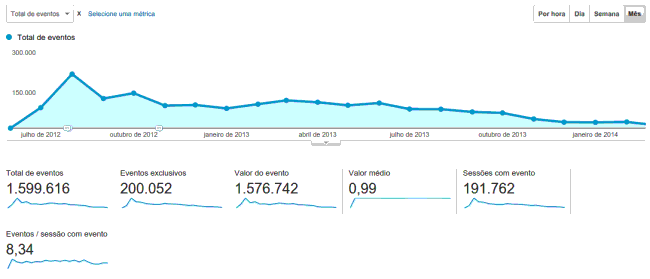 Total de eventos x Selecione uma métrica Por hora Dia Semana Mês
Total de eventos
300.000
150.000
julho de 2012 outubro de 2012 janeiro de 2013 abril de 2013 julho de 2013 outubro de 2013 janeiro de 2014
Total de eventos Eventos exclusivos Valor do evento Valor médio Sessões com evento
1.599.616 200.052 1.576.742 0,99 191.762
Eventos / sessão com evento
8,34